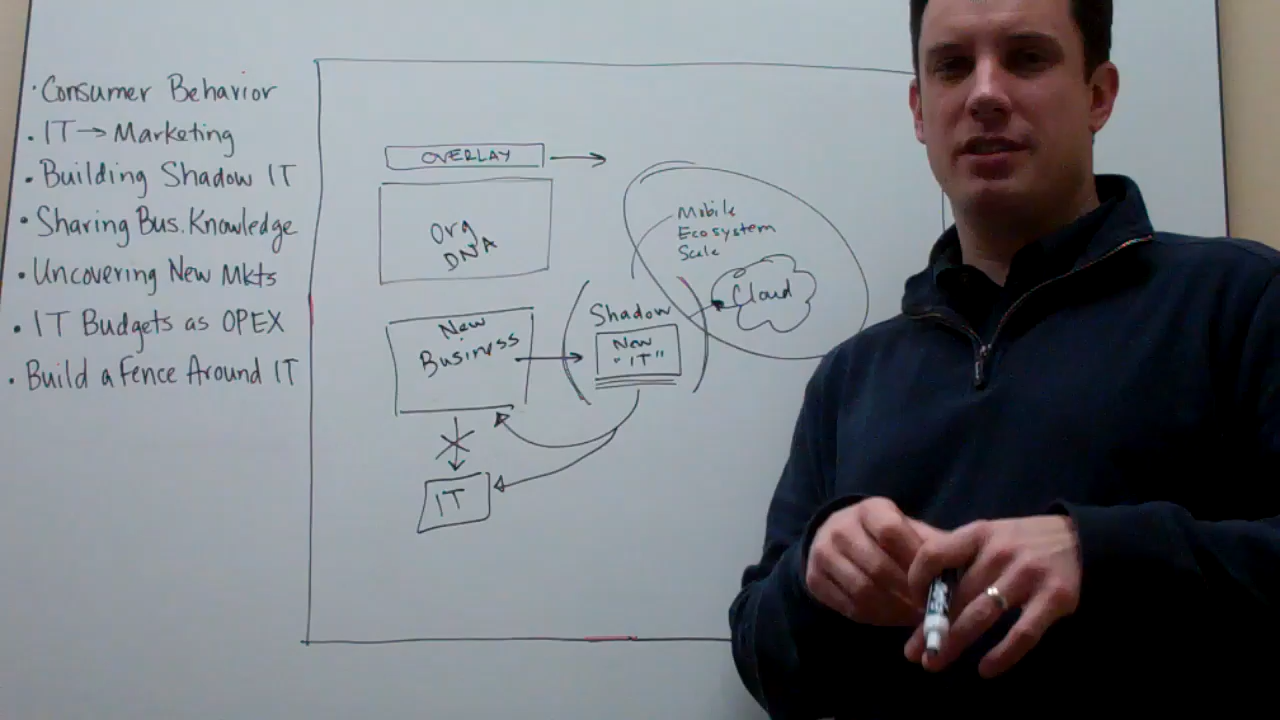 · Consumer Behavior
· IT → Marketing
· Building Shadow IT
· Sharing Bus. Knowledge
· Uncovering New Mkts
· IT Budgets as OPEX
· Build a Fence Around IT
OVERLAY
Org
DNA
Mobile
Ecosystem
Scale
Cloud
New
Business
Shadow
New
"IT"
IT